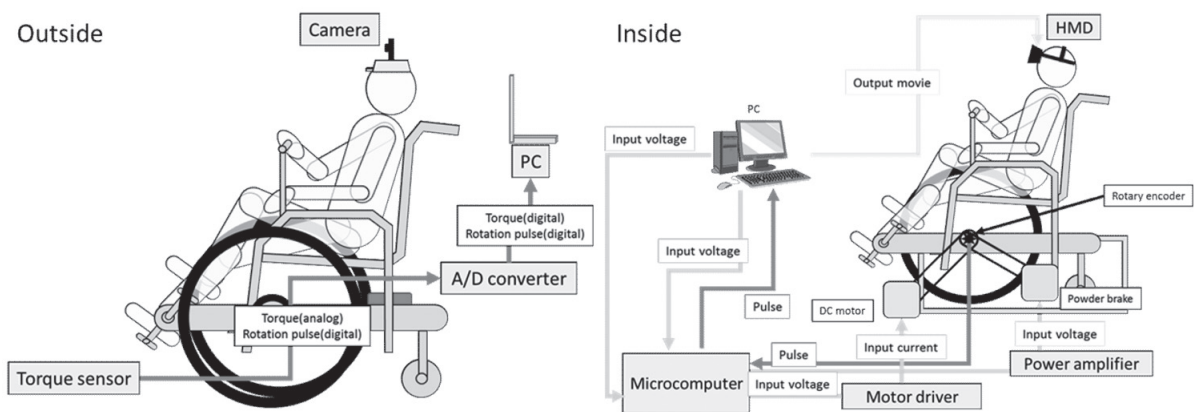 Outside
Camera
PC
Torque(digital)
Rotation pulse(digital)
A/D converter
Torque(analog)
Rotation pulse(digital)
Torque sensor
Inside
HMD
Output movie
PC
Input voltage
Rotary encoder
Input voltage
Pulse
DC motor
Powder brake
Input voltage
Input current
Pulse
Power amplifier
Microcomputer
Input voltage
Motor driver